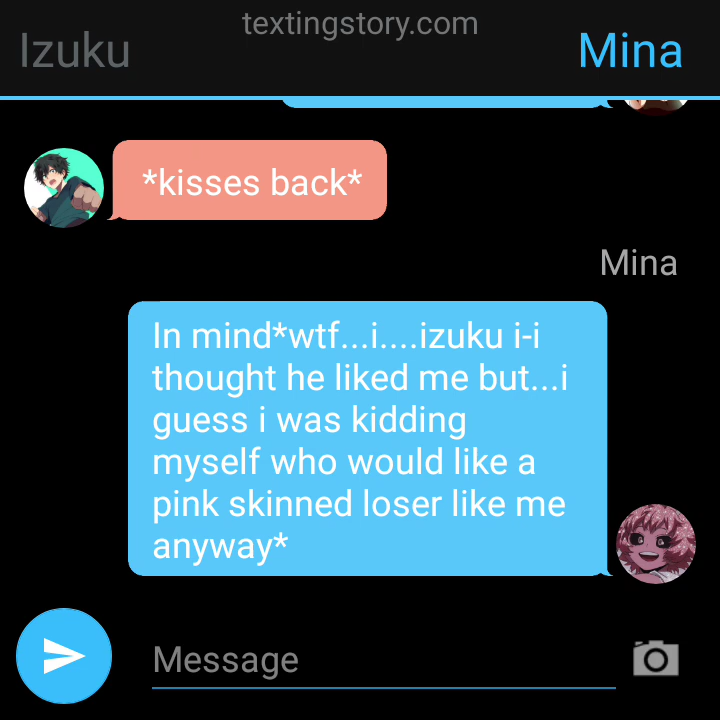 textingstory.com
Izuku
Mina
*kisses back*
Mina
In mind*wtf...i....izuku i-i
thought he liked me but...i
guess i was kidding
myself who would like a
pink skinned loser like me
anyway*
Message